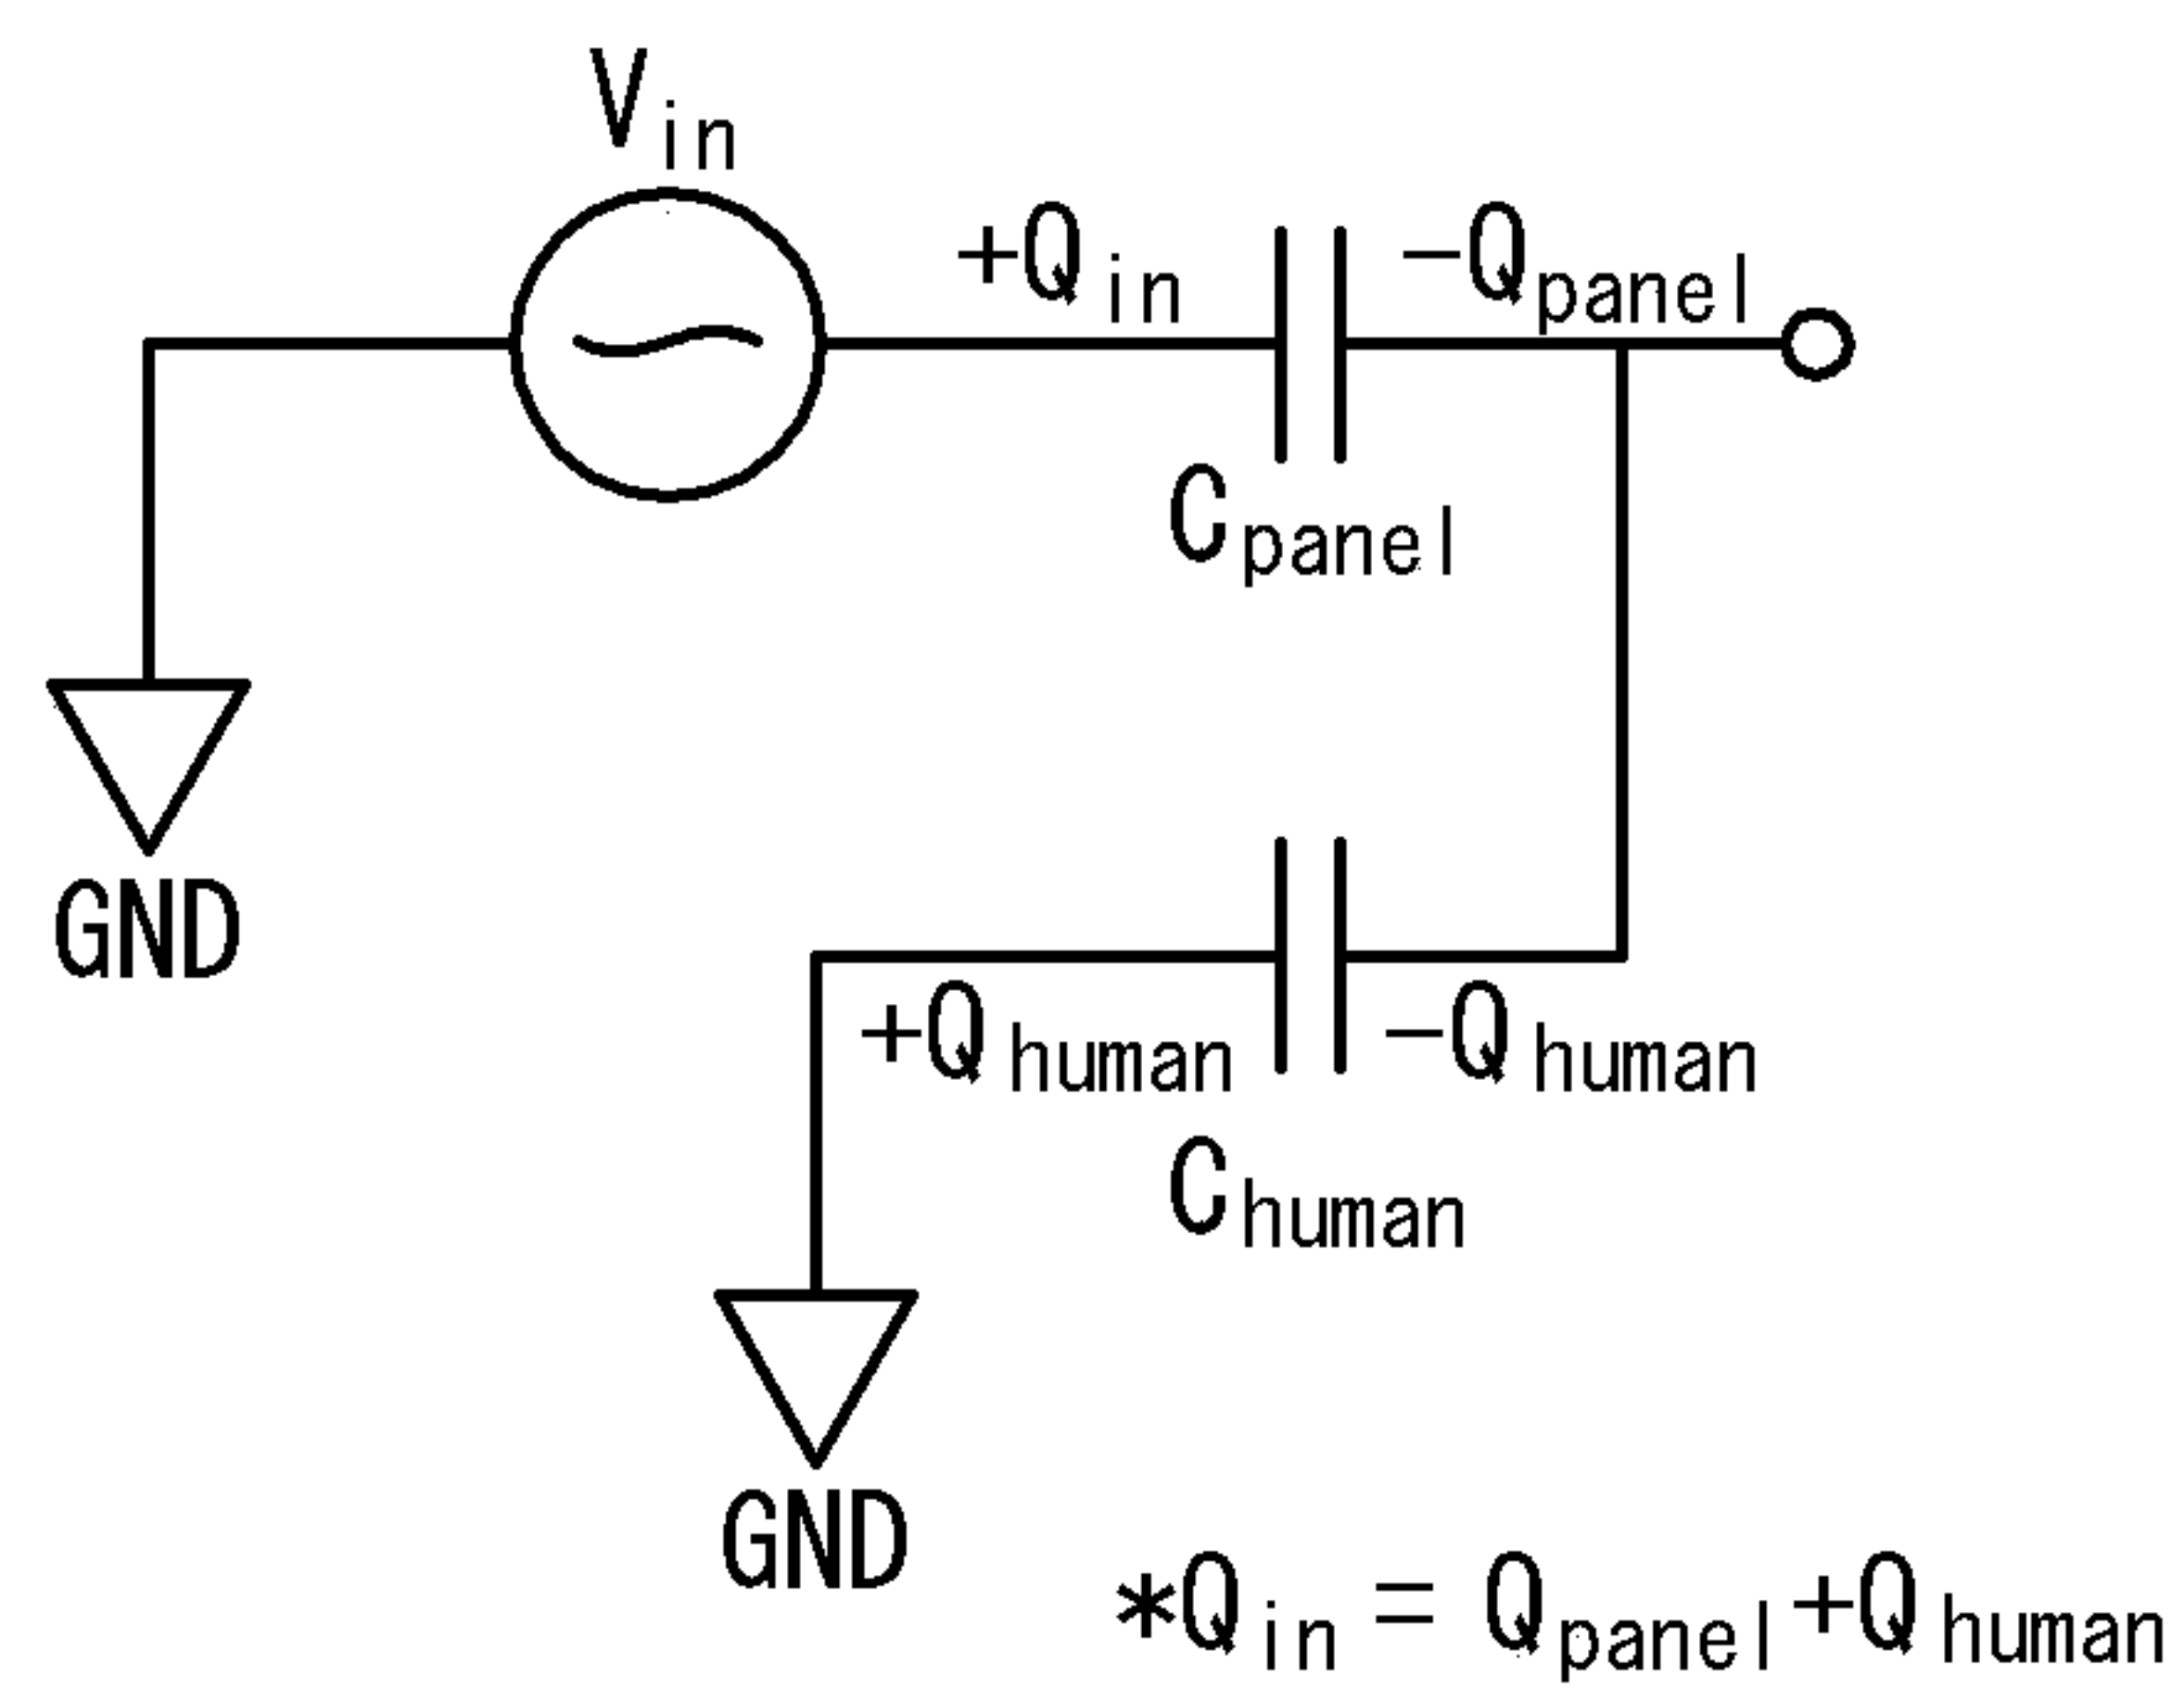 Vin
+Qin
-Qpanel
Cpanel
GND
+Qhuman
-Qhuman
Chuman
GND
*Qin = Qpanel+Qhuman